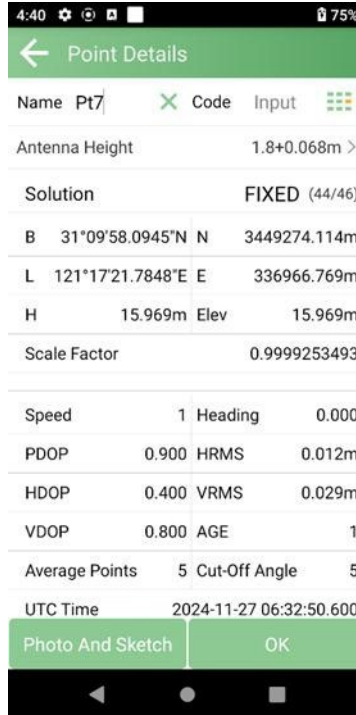 4:40 75%
Point Details
Name Pt7 Code Input
Antenna Height 1.8+0.068m >
Solution FIXED (44/46)
B 31°09'58.0945"N N 3449274.114m
L 121°17'21.7848"E E 336966.769m
H 15.969m Elev 15.969m
Scale Factor 0.9999253493
Speed 1 Heading 0.000
PDOP 0.900 HRMS 0.012m
HDOP 0.400 VRMS 0.029m
VDOP 0.800 AGE 1
Average Points 5 Cut-Off Angle 5
UTC Time 2024-11-27 06:32:50.600
Photo And Sketch OK